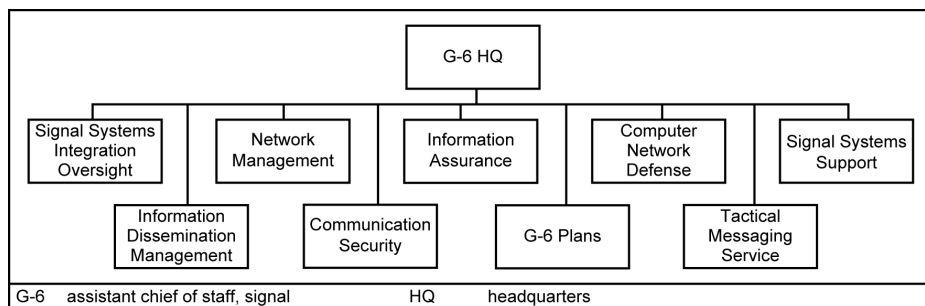 G-6 HQ
Signal Systems
Integration
Oversight
Network
Management
Information
Assurance
Computer
Network
Defense
Signal Systems
Support
Information
Dissemination
Management
Communication
Security
G-6 Plans
Tactical
Messaging
Service
G-6 assistant chief of staff, signal HQ headquarters